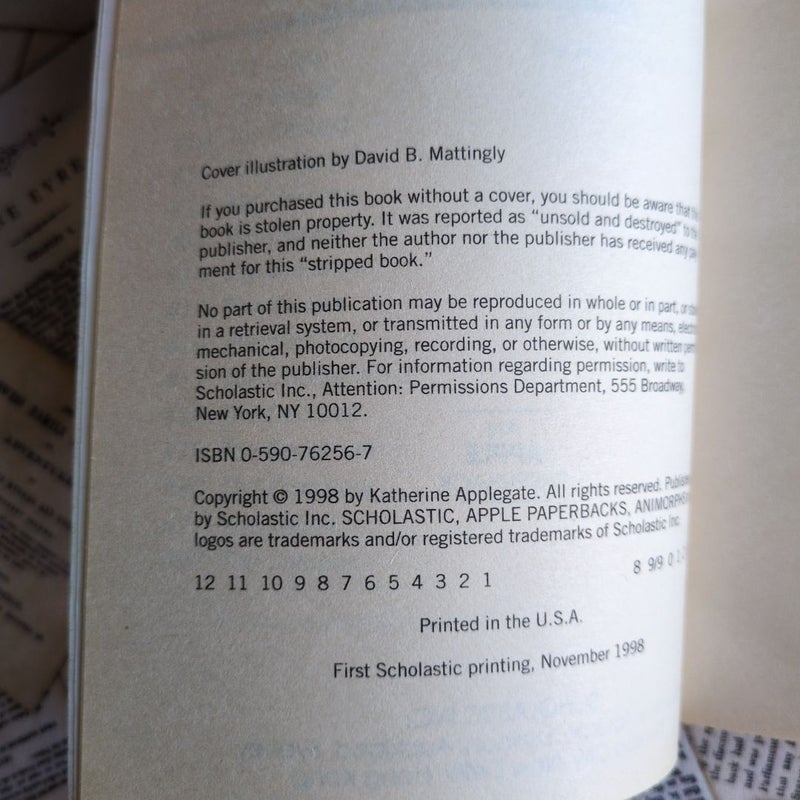 Cover illustration by David B. Mattingly
If you purchased this book without a cover, you should be aware that
book is stolen property. It was reported as “unsold and destroyed” to
publisher, and neither the author nor the publisher has received any
ment for this “stripped book.”
No part of this publication may be reproduced in whole or in part, or
in a retrieval system, or transmitted in any form or by any means,
mechanical, photocopying, recording, or otherwise, without written
sion of the publisher. For information regarding permission, write to
Scholastic Inc., Attention: Permissions Department, 555 Broadway,
New York, NY 10012.
ISBN 0-590-76256-7
Copyright © 1998 by Katherine Applegate. All rights reserved.
by Scholastic Inc. SCHOLASTIC, APPLE PAPERBACKS,
logos are trademarks and/or registered trademarks of Scholastic Inc.
12 11 10 9 8 7 6 5 4 3 2 1 8 9/9 0 1
Printed in the U.S.A.
First Scholastic printing, November 1998